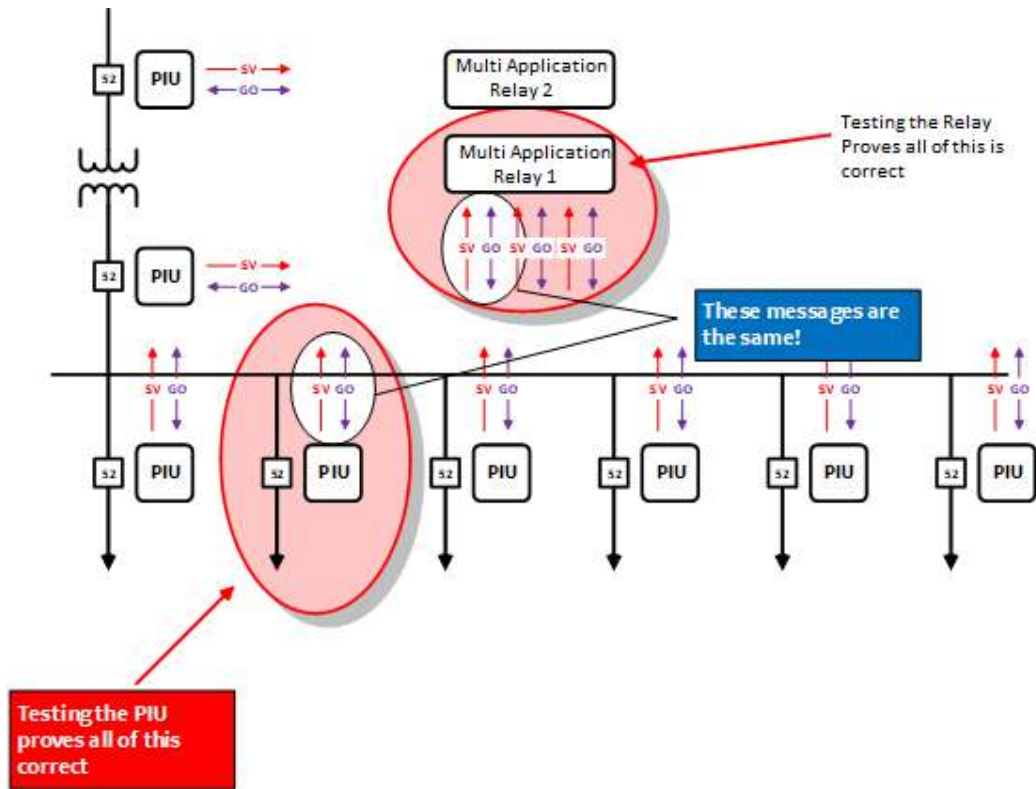 52
PIU
SV
GO
Multi Application
Relay 2
Testing the Relay
Proves all of this is
correct
Multi Application
Relay 1
SV GO SV GO SV GO
52
PIU
SV
GO
These messages are
the same!
SV GO
SV GO
SV GO
SV GO
SV GO
SV GO
52 PIU
52 PIU
52 PIU
52 PIU
52 PIU
52 PIU
Testing the PIU
proves all of this
correct